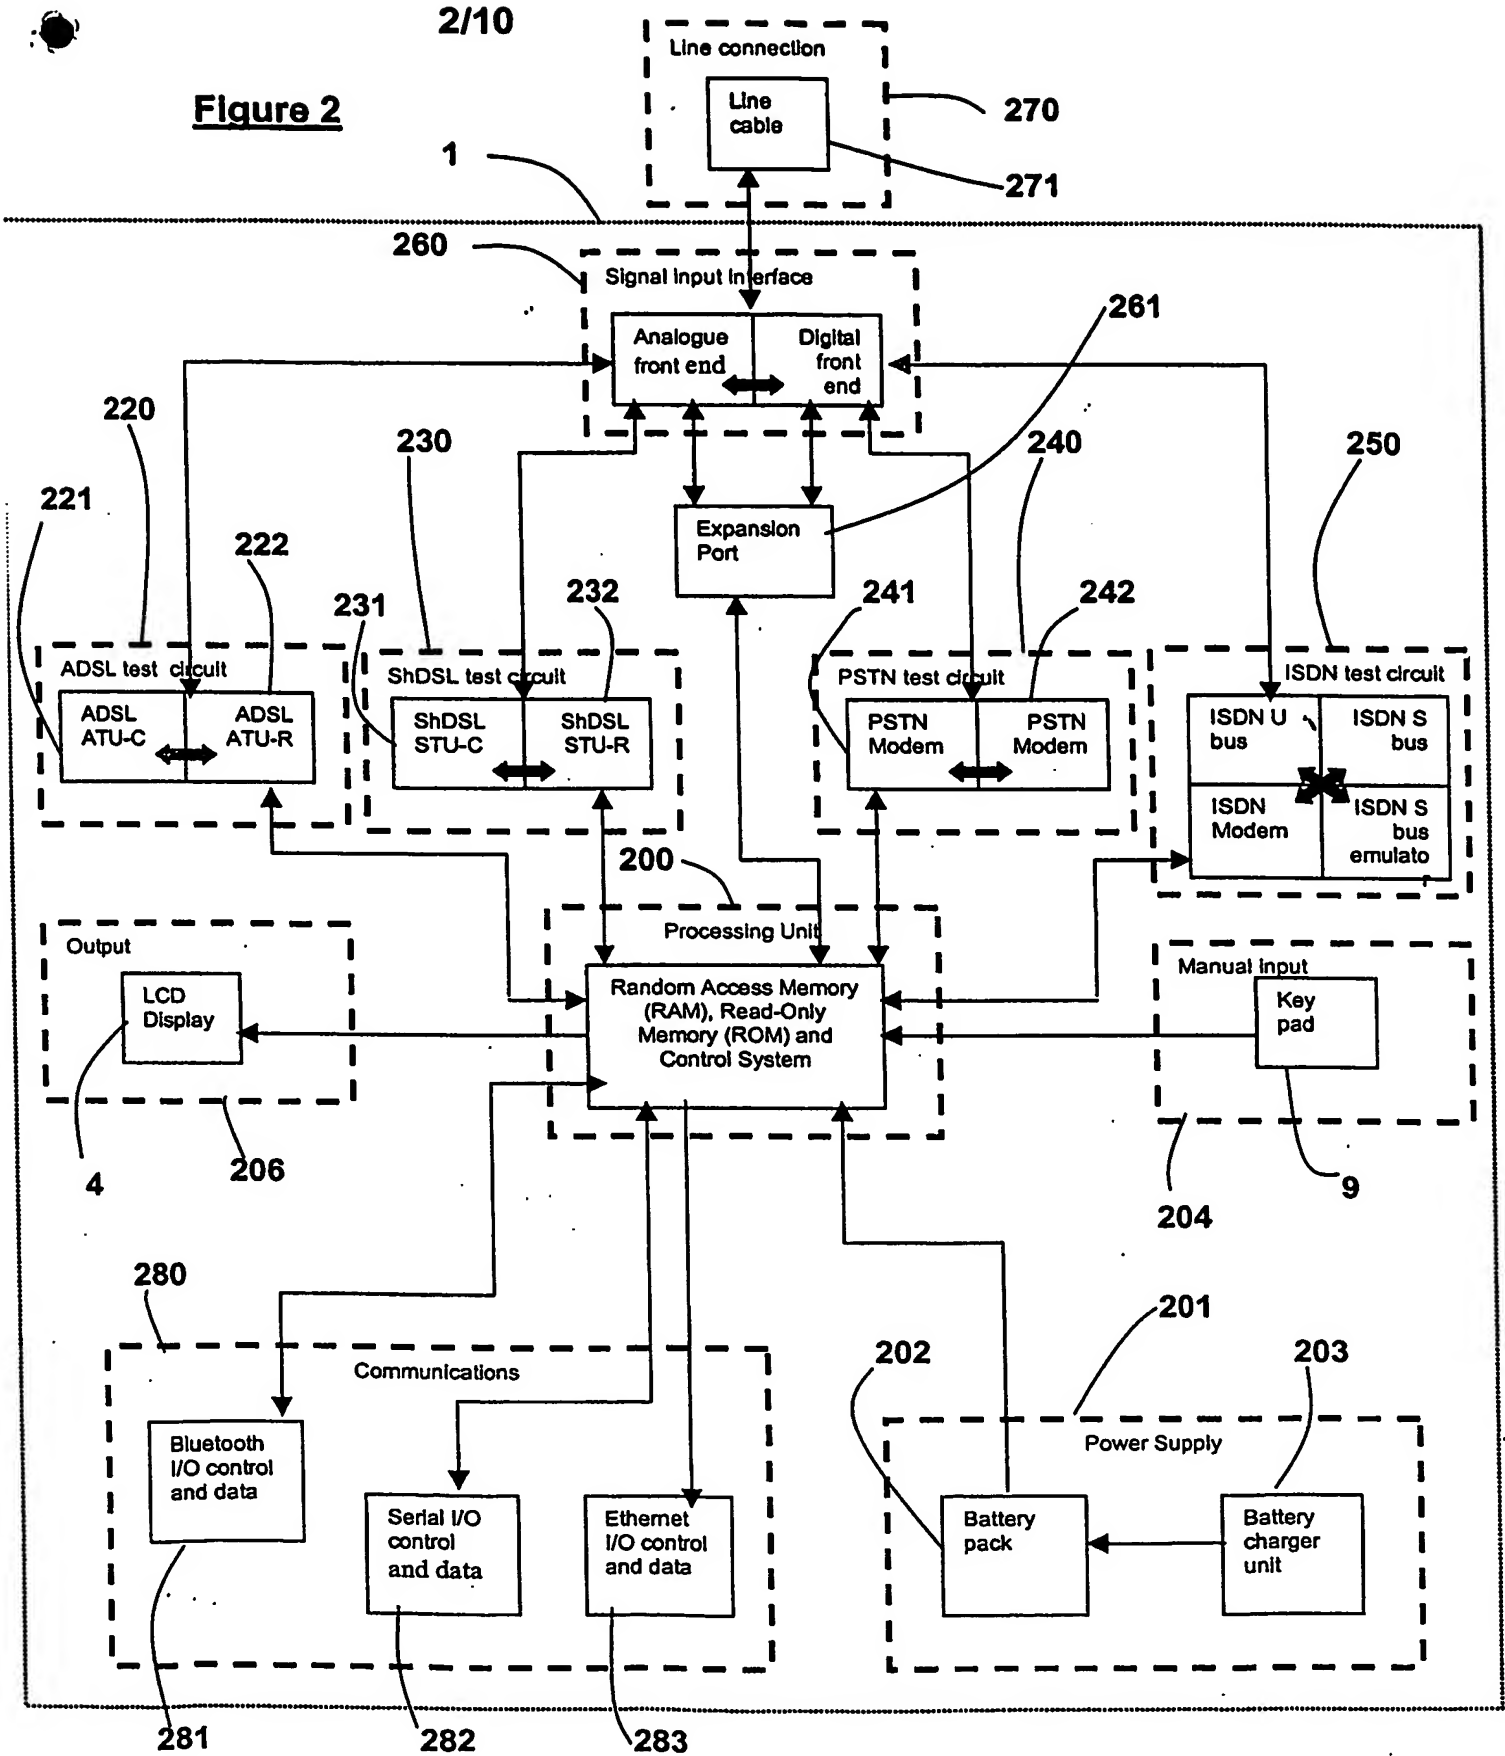 2/10
Figure 2
Line connection
Line
cable
270
271
1
260
Signal input interface
Analogue
front end
Digital
front
end
261
220
230
240
250
221
222
231
232
241
242
Expansion
Port
ADSL test circuit
ADSL
ATU-C
ADSL
ATU-R
ShDSL test circuit
ShDSL
STU-C
ShDSL
STU-R
PSTN test circuit
PSTN
Modem
PSTN
Modem
ISDN test circuit
ISDN U
bus
ISDN S
bus
ISDN
Modem
ISDN S
bus
emulato
r
200
Processing Unit
Random Access Memory
(RAM), Read-Only
Memory (ROM) and
Control System
Output
LCD
Display
4
206
Manual input
Key
pad
9
204
280
Communications
Bluetooth
I/O control
and data
Serial I/O
control
and data
Ethernet
I/O control
and data
281
282
283
201
202
203
Power Supply
Battery
pack
Battery
charger
unit